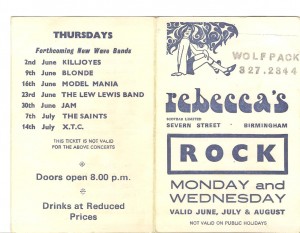 THURSDAYS
Forthcoming New Wave Bands
2nd June KILLJOYES
9th June BLONDE
16th June MODEL MANIA
23rd June THE LEW LEWIS BAND
30th June JAM
7th July THE SAINTS
14th July X.T.C.
THIS TICKET IS NOT VALID
FOR THE ABOVE CONCERTS
Doors open 8.00 p.m.
Drinks at Reduced
Prices
WOLFPACK
327.2844
rebecca's
LIMITED
SEVERN STREET · BIRMINGHAM
ROCK
MONDAY and
WEDNESDAY
VALID JUNE, JULY & AUGUST
NOT VALID ON PUBLIC HOLIDAYS